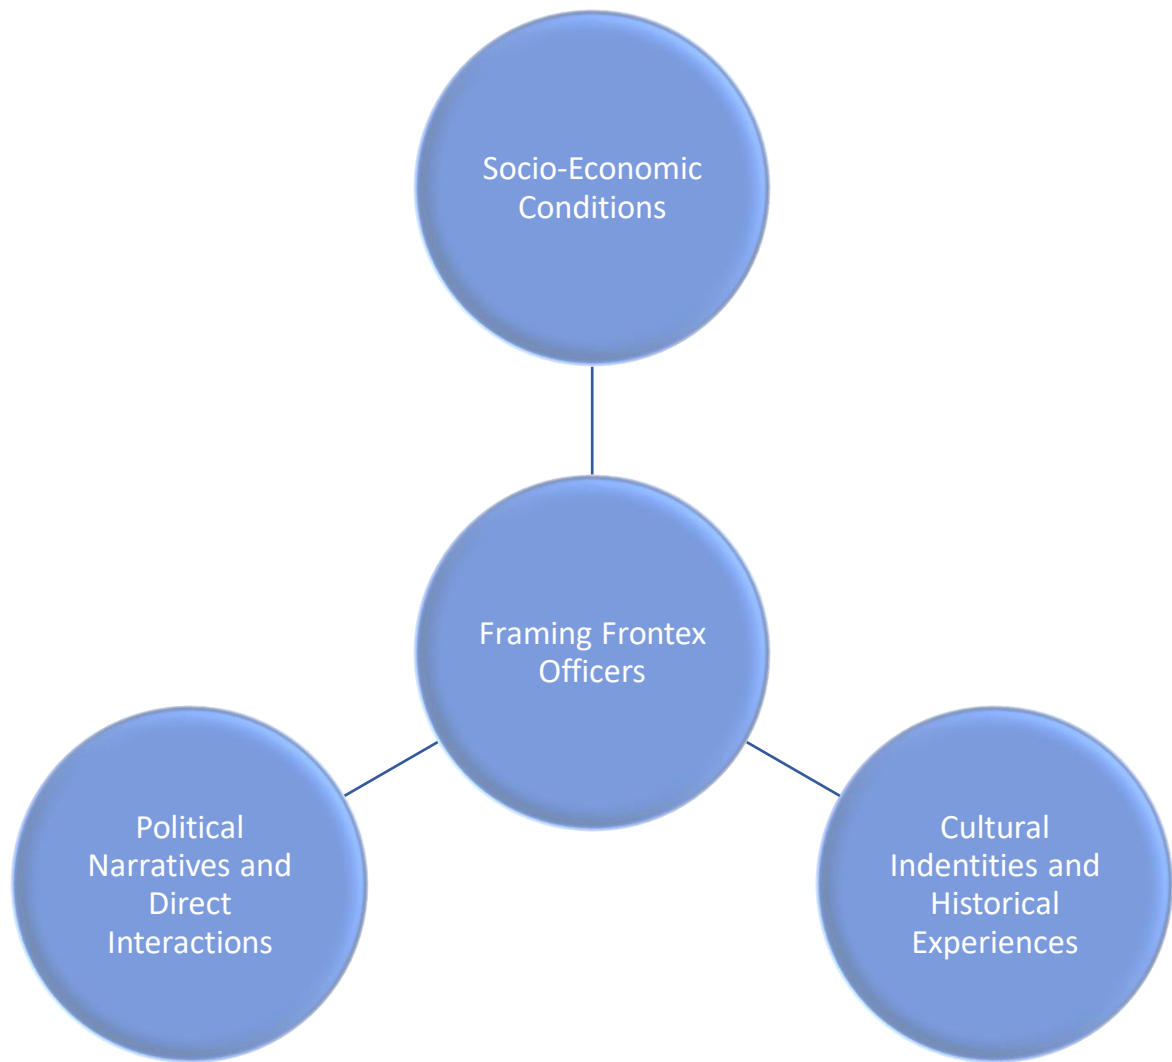 Socio-Economic
Conditions
Framing Frontex
Officers
Political
Narratives and
Direct
Interactions
Cultural
Indentities and
Historical
Experiences